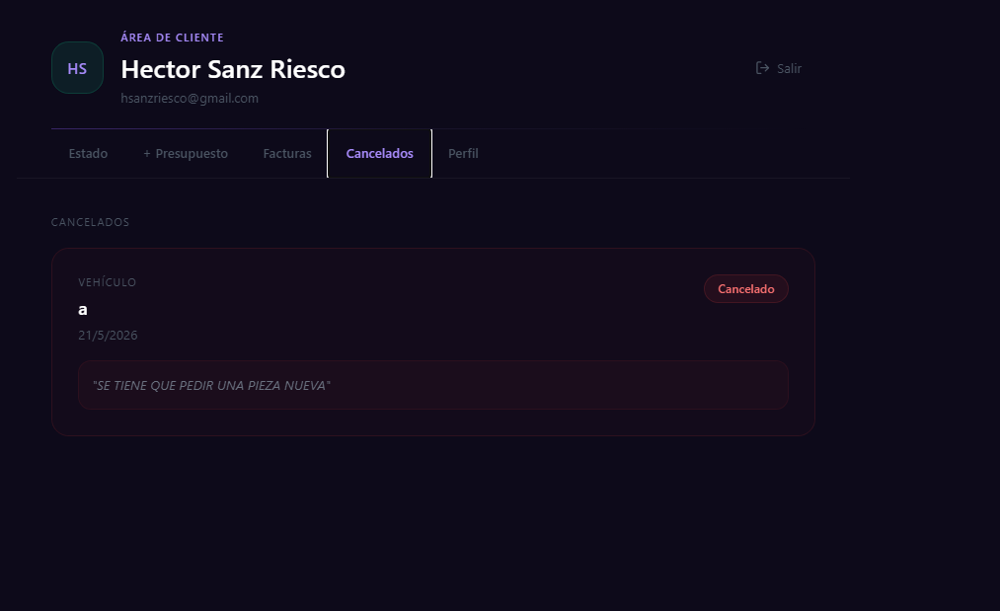 ÁREA DE CLIENTE
HS
Hector Sanz Riesco
hsanzriesco@gmail.com
Salir
Estado + Presupuesto Facturas Cancelados Perfil
CANCELADOS
VEHÍCULO
Cancelado
a
21/5/2026
"SE TIENE QUE PEDIR UNA PIEZA NUEVA"